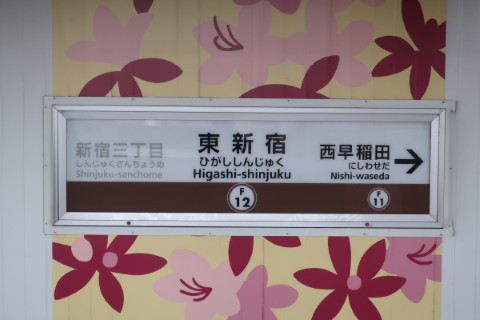 新宿三丁目
しんじゅくさんちょうめ
Shinjuku-sanchome
東新宿
ひがししんじゅく
Higashi-shinjuku
F
12
西早稲田
にしわせだ
Nishi-waseda
F
11